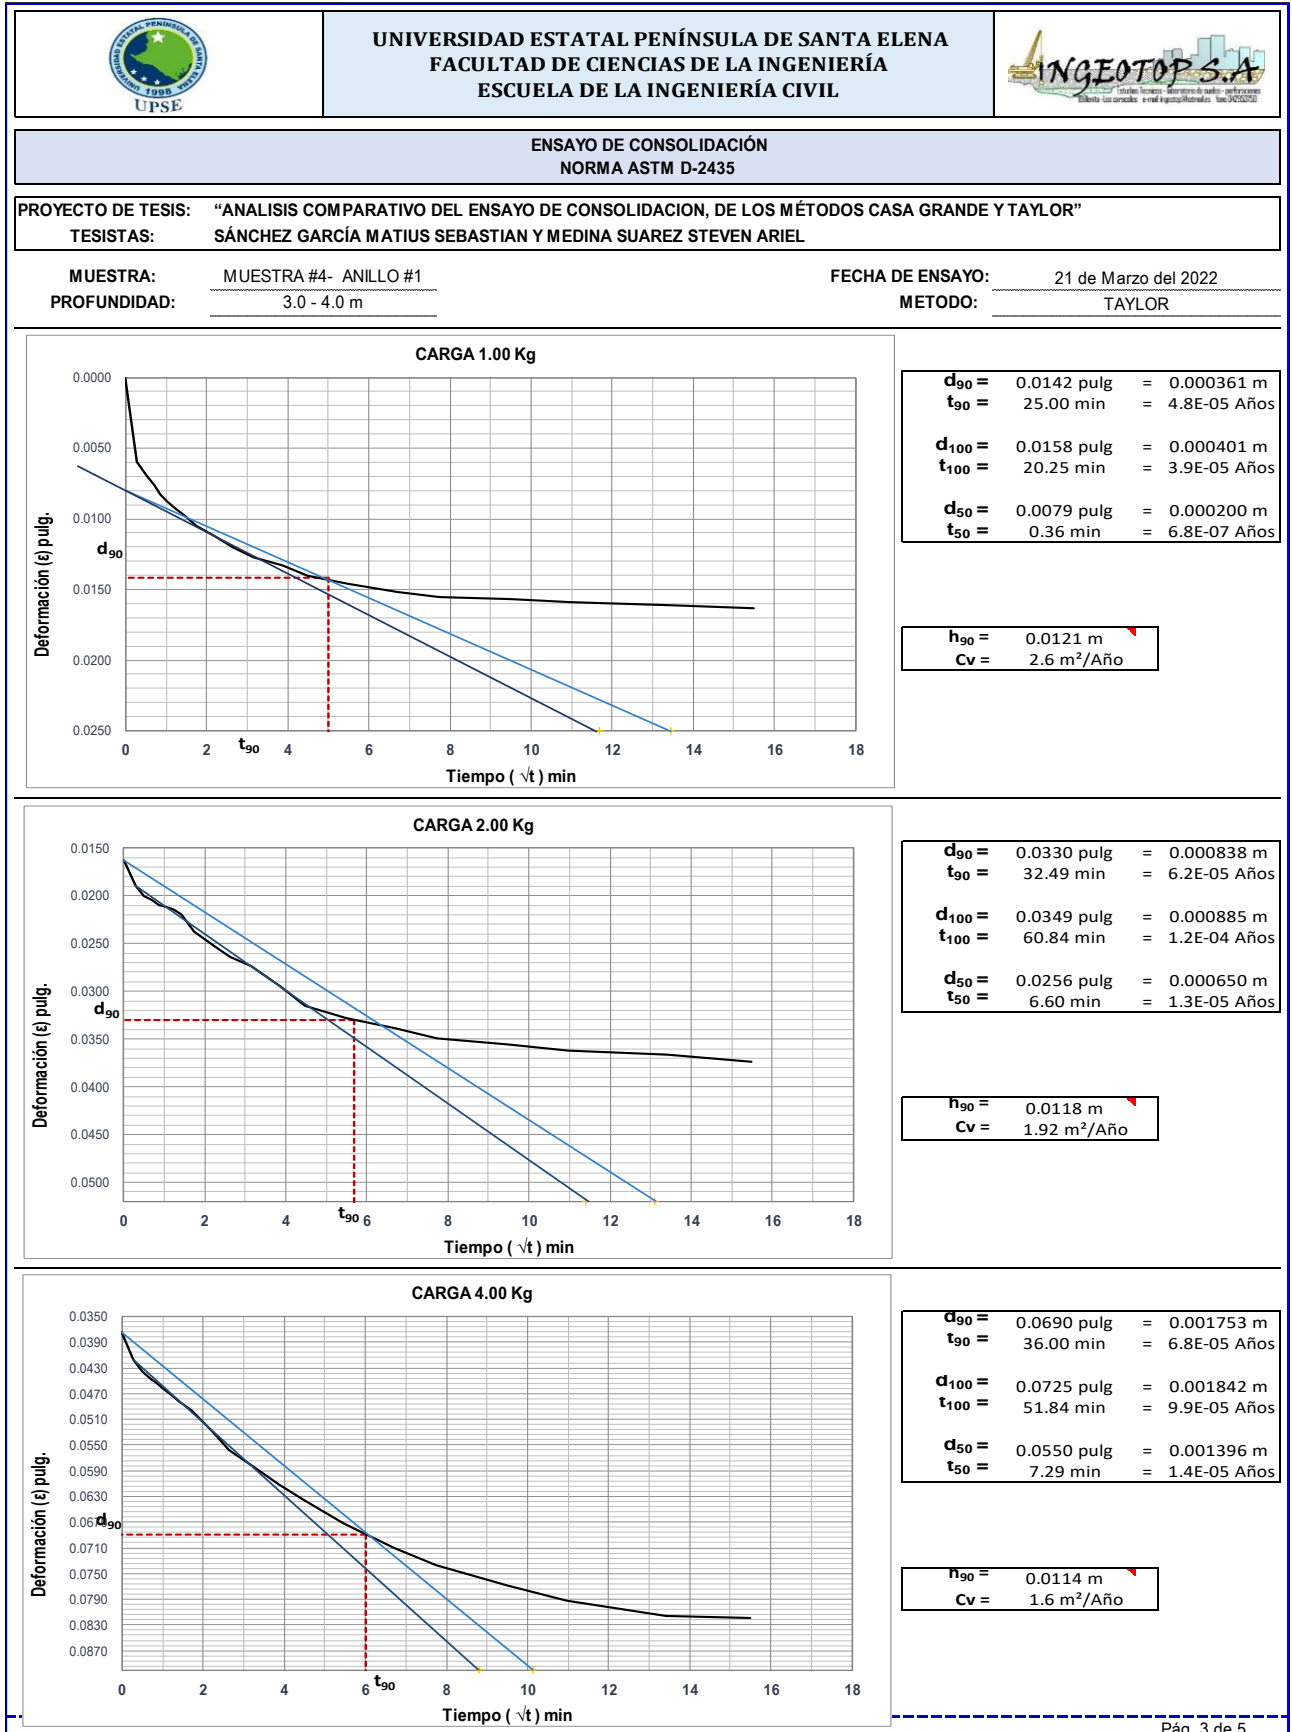 UNIVERSIDAD ESTATAL PENÍNSULA DE SANTA ELENA
FACULTAD DE CIENCIAS DE LA INGENIERÍA
ESCUELA DE LA INGENIERÍA CIVIL
UNIVERSIDAD ESTATAL PENÍNSULA DE SANTA ELENA
1998
UPSE
INGEOTOP S.A
ENSAYO DE CONSOLIDACIÓN
NORMA ASTM D-2435
PROYECTO DE TESIS: “ANALISIS COMPARATIVO DEL ENSAYO DE CONSOLIDACION, DE LOS MÉTODOS CASA GRANDE Y TAYLOR”
TESISTAS: SÁNCHEZ GARCÍA MATIUS SEBASTIAN Y MEDINA SUAREZ STEVEN ARIEL
MUESTRA: MUESTRA #4- ANILLO #1 FECHA DE ENSAYO: 21 de Marzo del 2022
PROFUNDIDAD: 3.0 - 4.0 m METODO: TAYLOR
CARGA 1.00 Kg
0.0000
0.0050
0.0100
0.0150
0.0200
0.0250
Deformación (ε) pulg.
d90
0 2 t90 4 6 8 10 12 14 16 18
Tiempo ( √t ) min
d90 = 0.0142 pulg = 0.000361 m
t90 = 25.00 min = 4.8E-05 Años
d100 = 0.0158 pulg = 0.000401 m
t100 = 20.25 min = 3.9E-05 Años
d50 = 0.0079 pulg = 0.000200 m
t50 = 0.36 min = 6.8E-07 Años
h90 = 0.0121 m
Cv = 2.6 m²/Año
CARGA 2.00 Kg
0.0150
0.0200
0.0250
0.0300
0.0350
0.0400
0.0450
0.0500
Deformación (ε) pulg.
d90
0 2 4 t90 6 8 10 12 14 16 18
Tiempo ( √t ) min
d90 = 0.0330 pulg = 0.000838 m
t90 = 32.49 min = 6.2E-05 Años
d100 = 0.0349 pulg = 0.000885 m
t100 = 60.84 min = 1.2E-04 Años
d50 = 0.0256 pulg = 0.000650 m
t50 = 6.60 min = 1.3E-05 Años
h90 = 0.0118 m
Cv = 1.92 m²/Año
CARGA 4.00 Kg
0.0350
0.0390
0.0430
0.0470
0.0510
0.0550
0.0590
0.0630
0.0670
0.0710
0.0750
0.0790
0.0830
0.0870
Deformación (ε) pulg.
d90
0 2 4 6 t90 8 10 12 14 16 18
Tiempo ( √t ) min
d90 = 0.0690 pulg = 0.001753 m
t90 = 36.00 min = 6.8E-05 Años
d100 = 0.0725 pulg = 0.001842 m
t100 = 51.84 min = 9.9E-05 Años
d50 = 0.0550 pulg = 0.001396 m
t50 = 7.29 min = 1.4E-05 Años
h90 = 0.0114 m
Cv = 1.6 m²/Año
Pág. 3 de 5